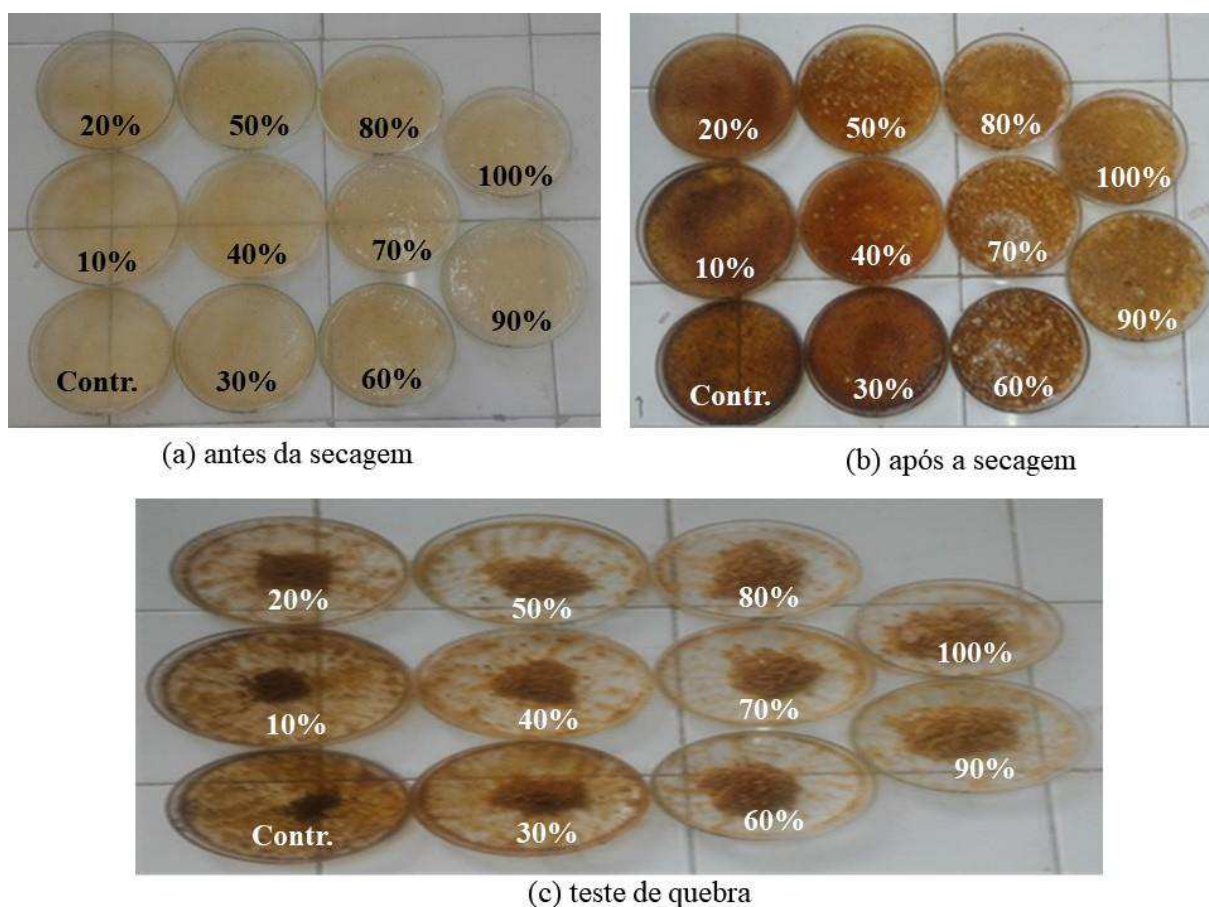 20% 50% 80%
100%
10% 40% 70%
90%
Contr. 30% 60%
(a) antes da secagem
20% 50% 80%
100%
10% 40% 70%
90%
Contr. 30% 60%
(b) após a secagem
20% 50% 80%
100%
10% 40% 70%
90%
Contr. 30% 60%
(c) teste de quebra